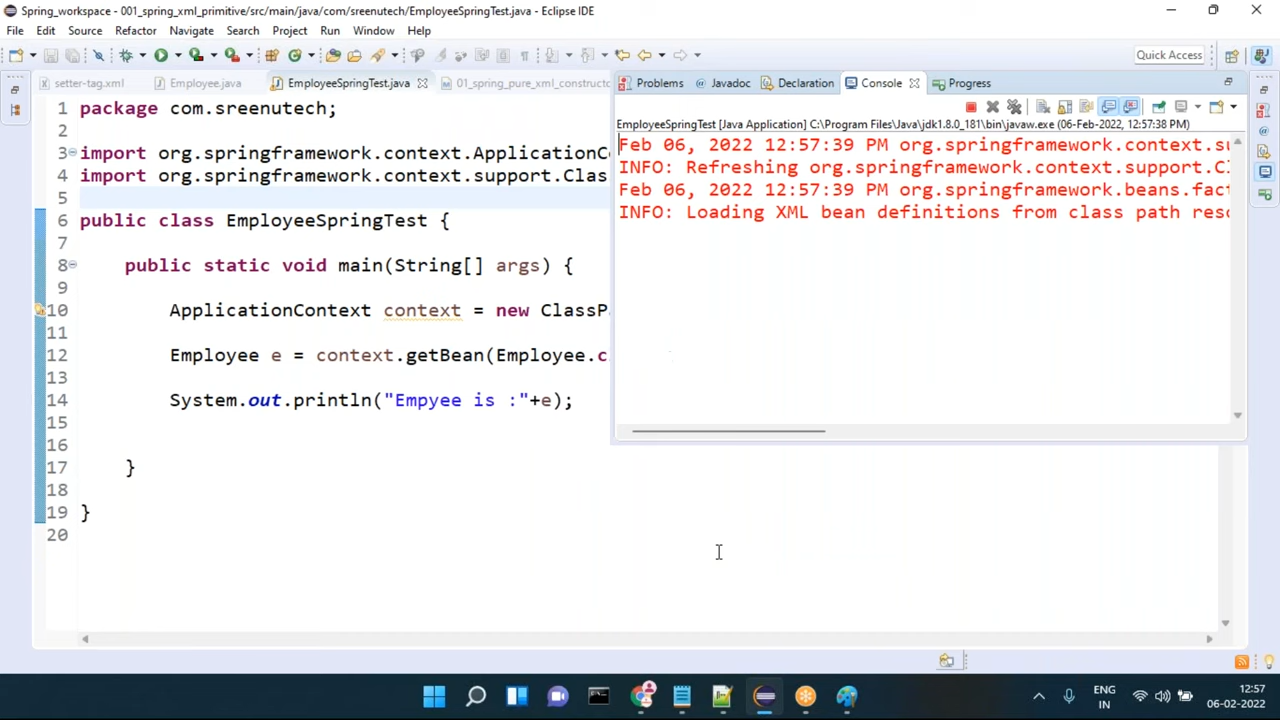 Spring_workspace - 001_spring_xml_primitive/src/main/java/com/sreenutech/EmployeeSpringTest.java - Eclipse IDE
File Edit Source Refactor Navigate Search Project Run Window Help
Quick Access
setter-tag.xml Employee.java EmployeeSpringTest.java 01_spring_pure_xml_constructo
Problems Javadoc Declaration Console Progress
EmployeeSpringTest [Java Application] C:\Program Files\Java\jdk1.8.0_181\bin\javaw.exe (06-Feb-2022, 12:57:38 PM)
Feb 06, 2022 12:57:39 PM org.springframework.context.su
INFO: Refreshing org.springframework.context.support.Cl
Feb 06, 2022 12:57:39 PM org.springframework.beans.fact
INFO: Loading XML bean definitions from class path reso
1 package com.sreenutech;
2
3 import org.springframework.context.ApplicationCo
4 import org.springframework.context.support.Clas
5
6 public class EmployeeSpringTest {
7
8 public static void main(String[] args) {
9
10 ApplicationContext context = new ClassPa
11
12 Employee e = context.getBean(Employee.c
13
14 System.out.println("Empyee is :"+e);
15
16
17 }
18
19 }
20
ENG
IN
12:57
06-02-2022